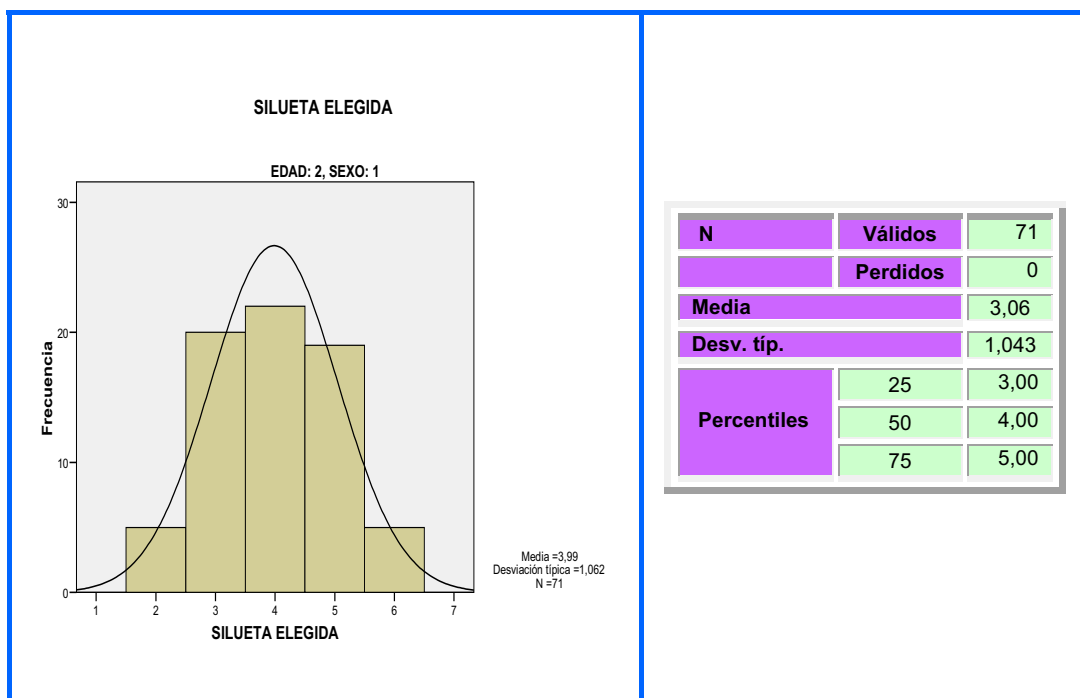 SILUETA ELEGIDA
EDAD: 2, SEXO: 1
Frecuencia
30
20
10
0
1 2 3 4 5 6 7
SILUETA ELEGIDA
Media =3,99
Desviación típica =1,062
N =71
N Válidos 71
Perdidos 0
Media 3,06
Desv. típ. 1,043
Percentiles
25 3,00
50 4,00
75 5,00